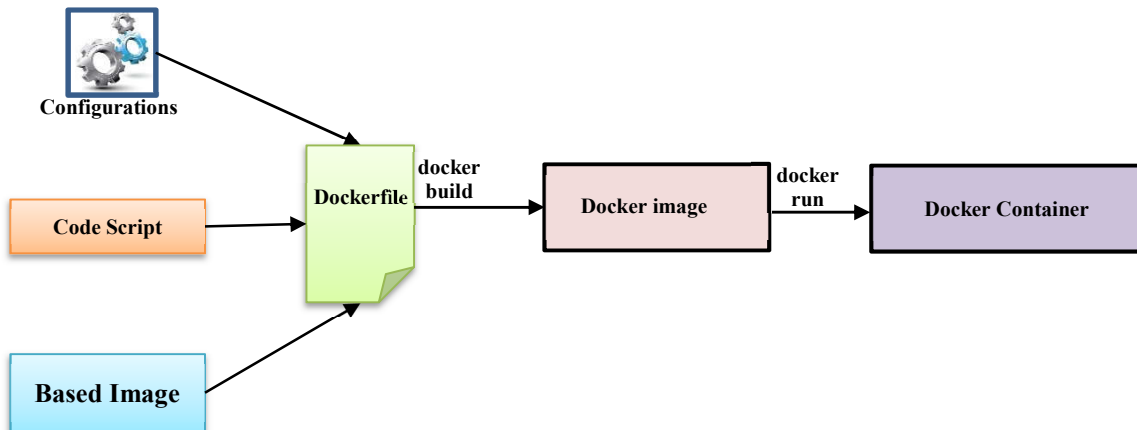 Configurations
Dockerfile
docker
build
Docker image
docker
run
Docker Container
Code Script
Based Image